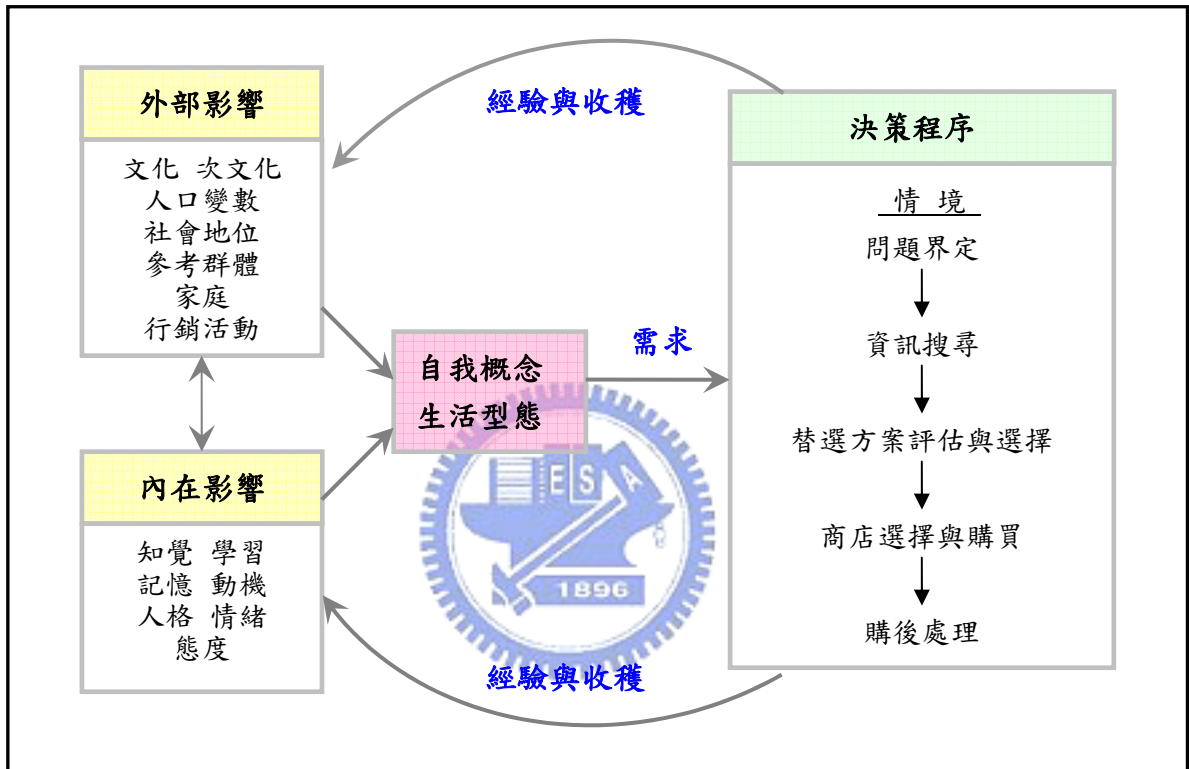 外部影響
文化 次文化
人口變數
社會地位
參考群體
家庭
行銷活動
內在影響
知覺 學習
記憶 動機
人格 情緒
態度
經驗與收穫
自我概念
生活型態
需求
E S A
1896
經驗與收穫
決策程序
情 境
問題界定
資訊搜尋
替選方案評估與選擇
商店選擇與購買
購後處理